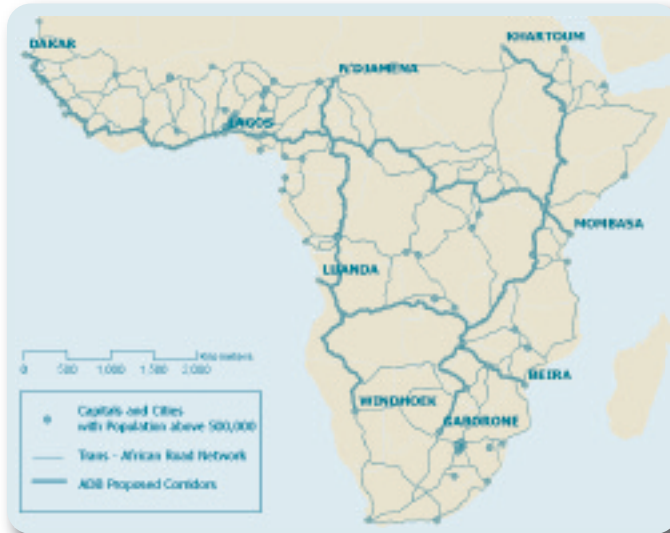 DAKAR
KHARTOUM
N'DJAMENA
LAGOS
MOMBASA
LUANDA
BEIRA
WINDHOEK
GABORONE
Kilometers
0 500 1.000 1.500 2.000
Capitals and Cities
with Population above 500,000
Trans - African Road Network
ADB Proposed Corridors